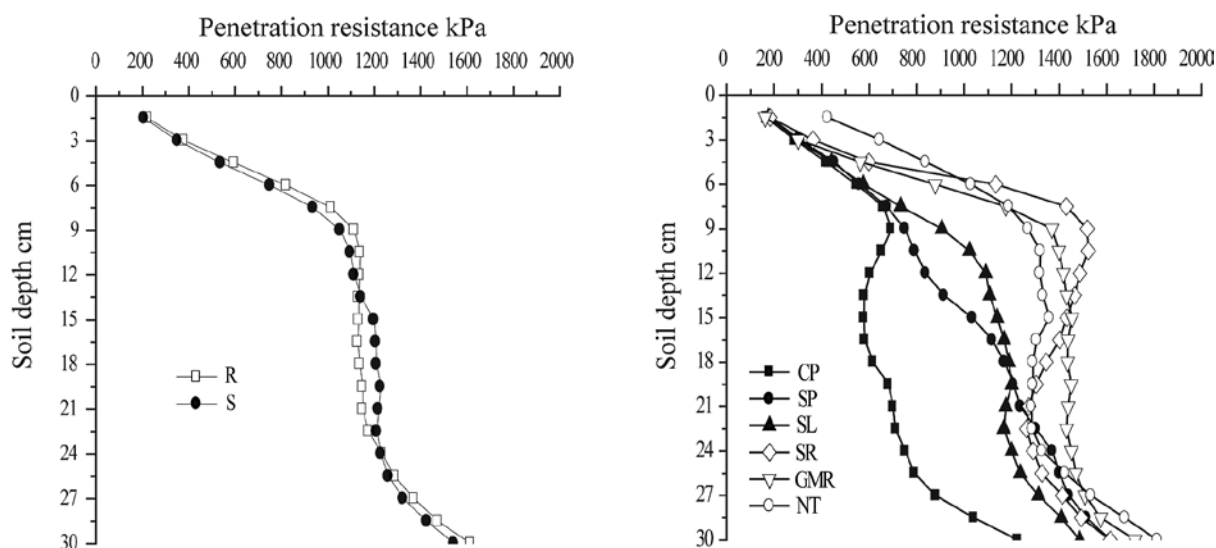 Penetration resistance kPa
0 200 400 600 800 1000 1200 1400 1600 2000
Soil depth cm
0
3
6
9
12
15
18
21
24
27
30
R
S
Penetration resistance kPa
0 200 400 600 800 1000 1200 1400 1600 1800 2000
Soil depth cm
0
3
6
9
12
15
18
21
24
27
30
CP
SP
SL
SR
GMR
NT